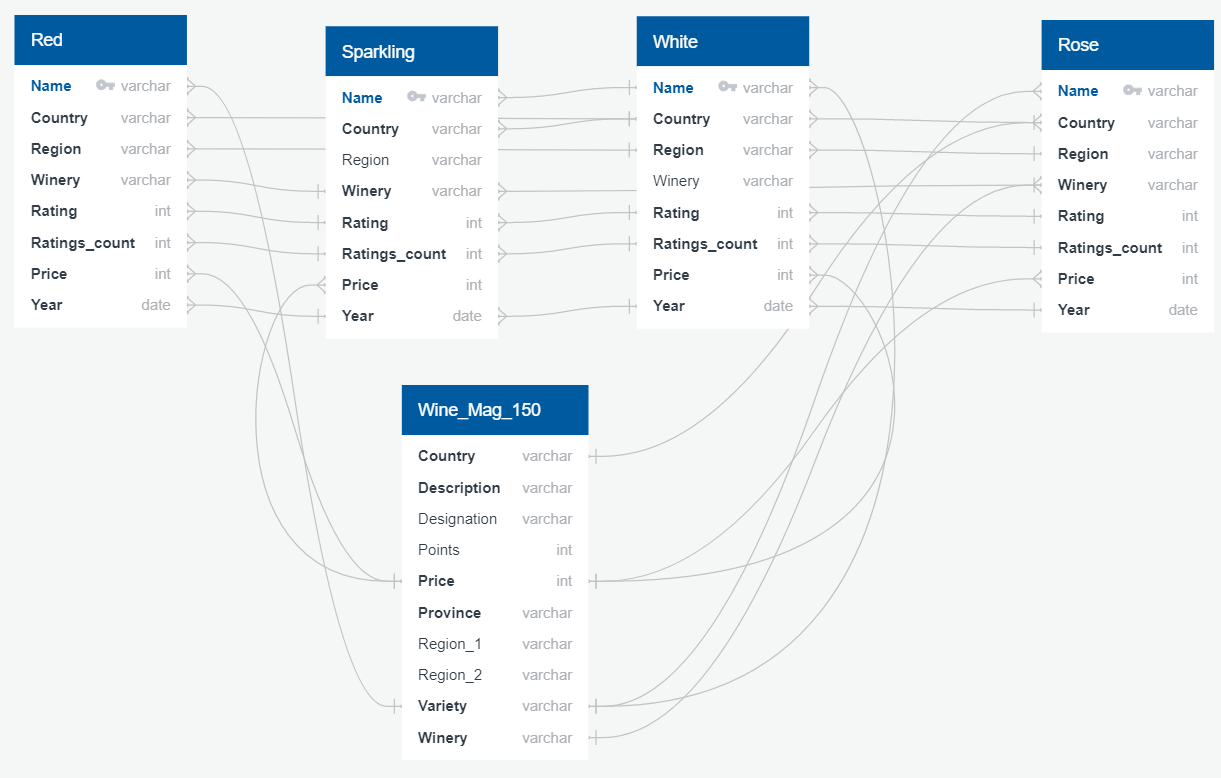 Red
Name varchar
Country varchar
Region varchar
Winery varchar
Rating int
Ratings_count int
Price int
Year date
Sparkling
Name varchar
Country varchar
Region varchar
Winery varchar
Rating int
Ratings_count int
Price int
Year date
White
Name varchar
Country varchar
Region varchar
Winery varchar
Rating int
Ratings_count int
Price int
Year date
Rose
Name varchar
Country varchar
Region varchar
Winery varchar
Rating int
Ratings_count int
Price int
Year date
Wine_Mag_150
Country varchar
Description varchar
Designation varchar
Points int
Price int
Province varchar
Region_1 varchar
Region_2 varchar
Variety varchar
Winery varchar